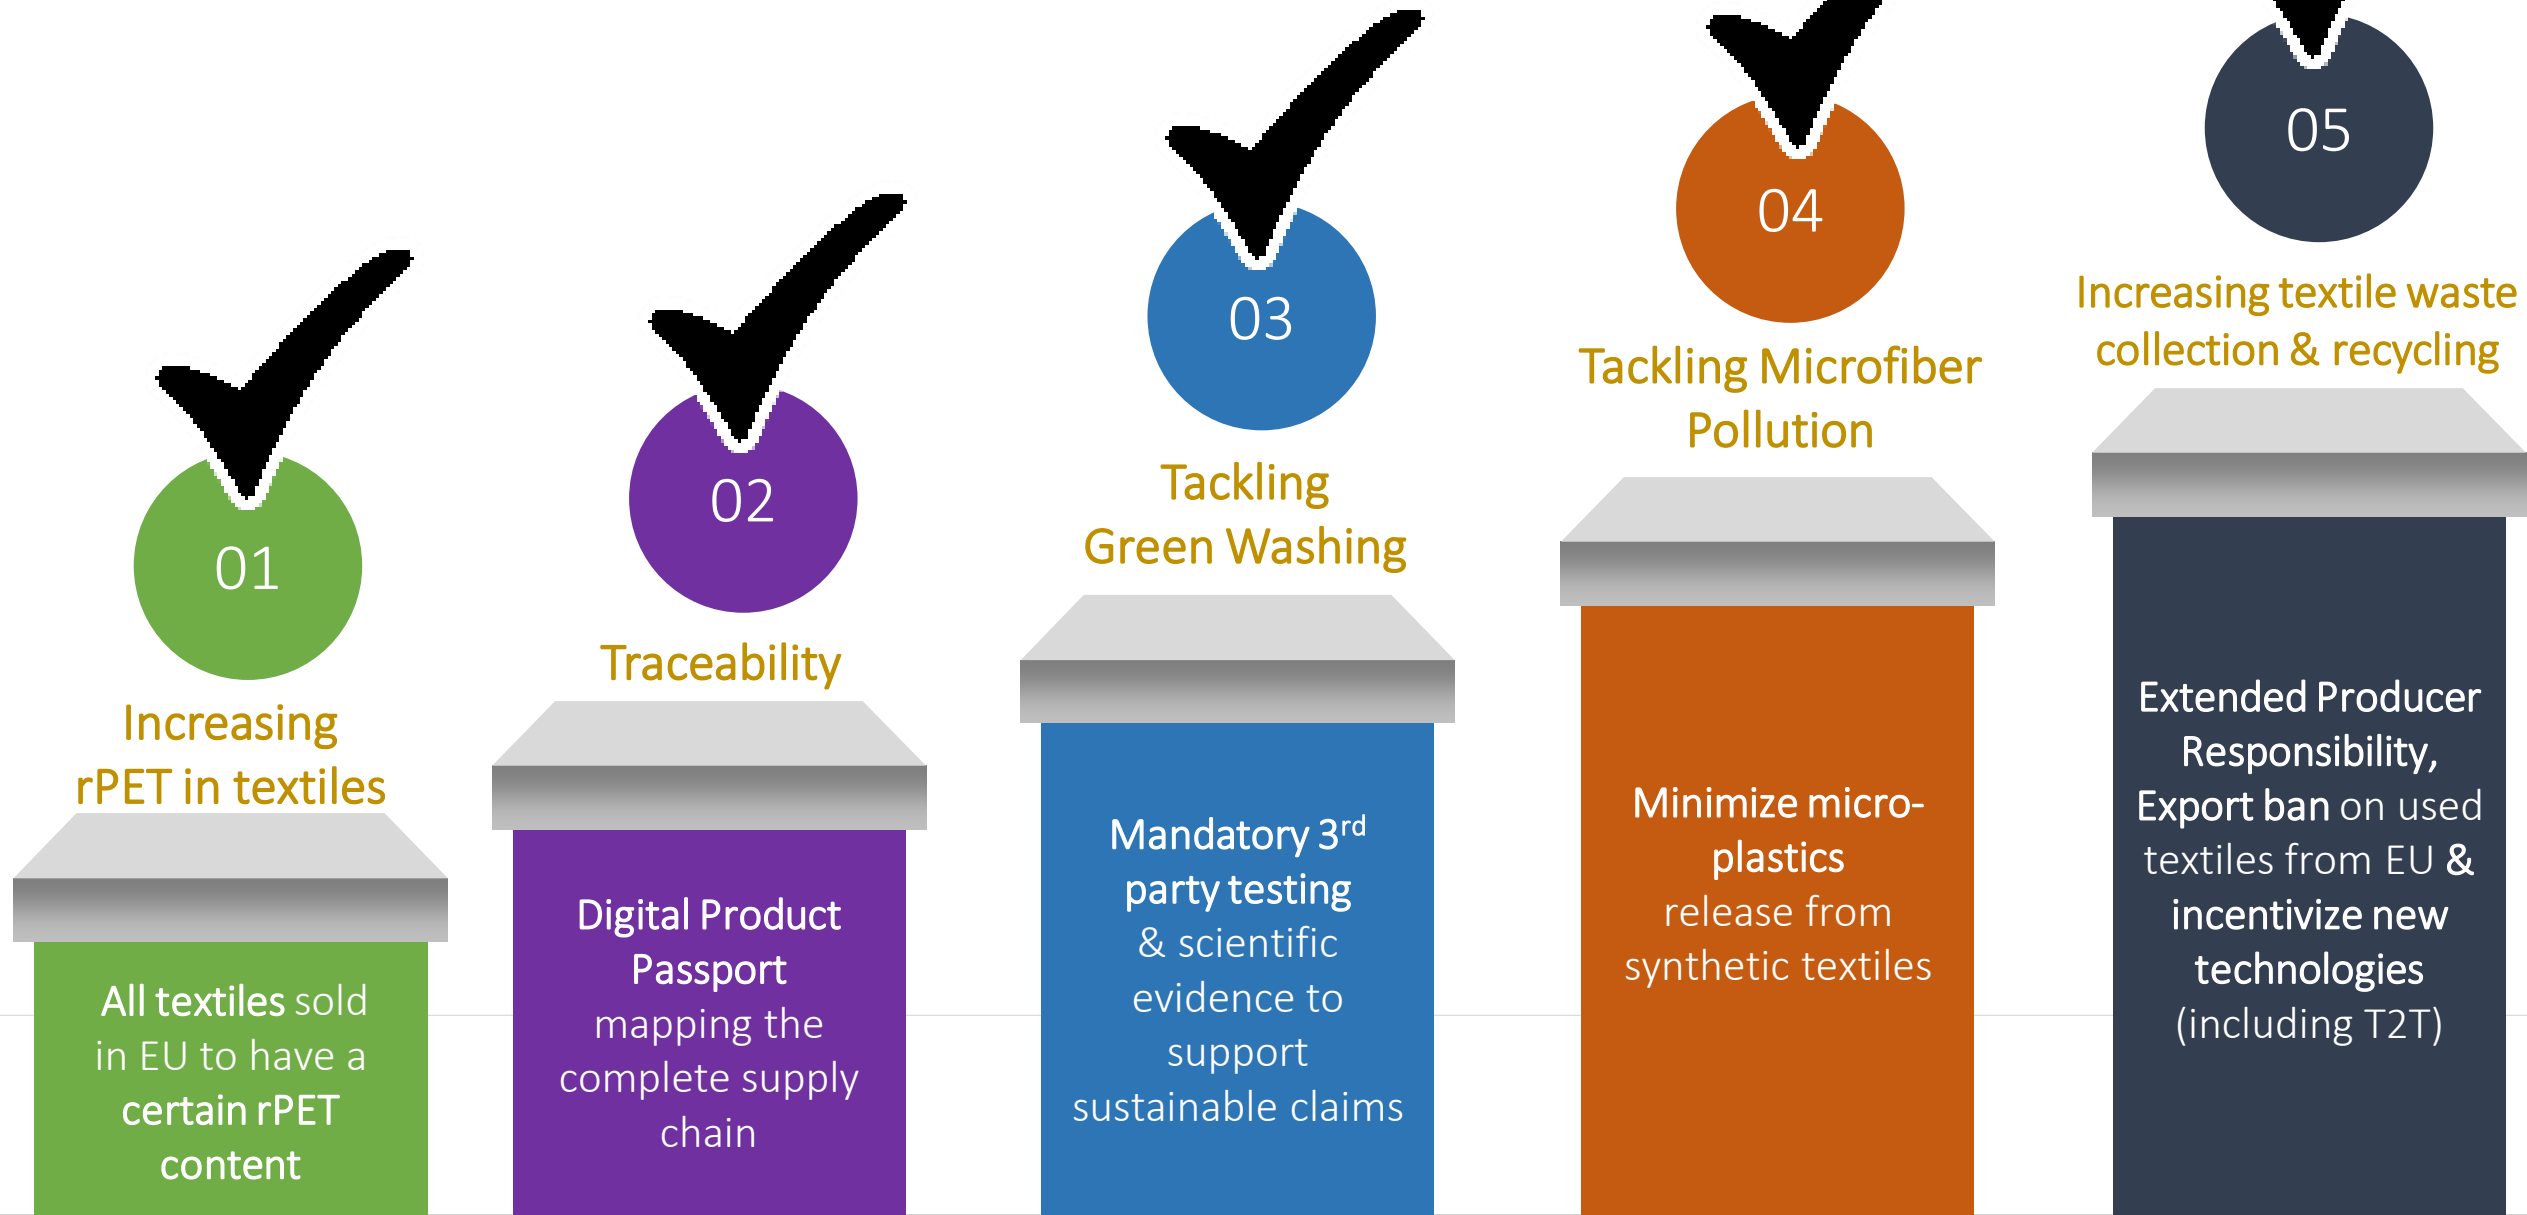 01
Increasing
rPET in textiles
All textiles sold
in EU to have a
certain rPET
content
02
Traceability
Digital Product
Passport
mapping the
complete supply
chain
03
Tackling
Green Washing
Mandatory 3rd
party testing
& scientific
evidence to
support
sustainable claims
04
Tackling Microfiber
Pollution
Minimize micro-
plastics
release from
synthetic textiles
05
Increasing textile waste
collection & recycling
Extended Producer
Responsibility,
Export ban on used
textiles from EU &
incentivize new
technologies
(including T2T)